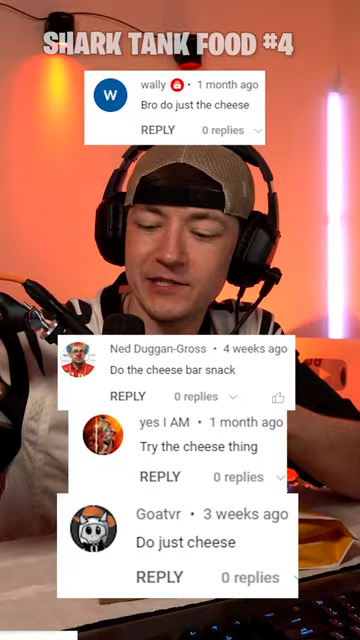 SHARK TANK FOOD #4
W
wally • 1 month ago
Bro do just the cheese
REPLY 0 replies
Ned Duggan-Gross • 4 weeks ago
Do the cheese bar snack
REPLY 0 replies
yes I AM • 1 month ago
Try the cheese thing
REPLY 0 replies
Goatvr • 3 weeks ago
Do just cheese
REPLY 0 replies